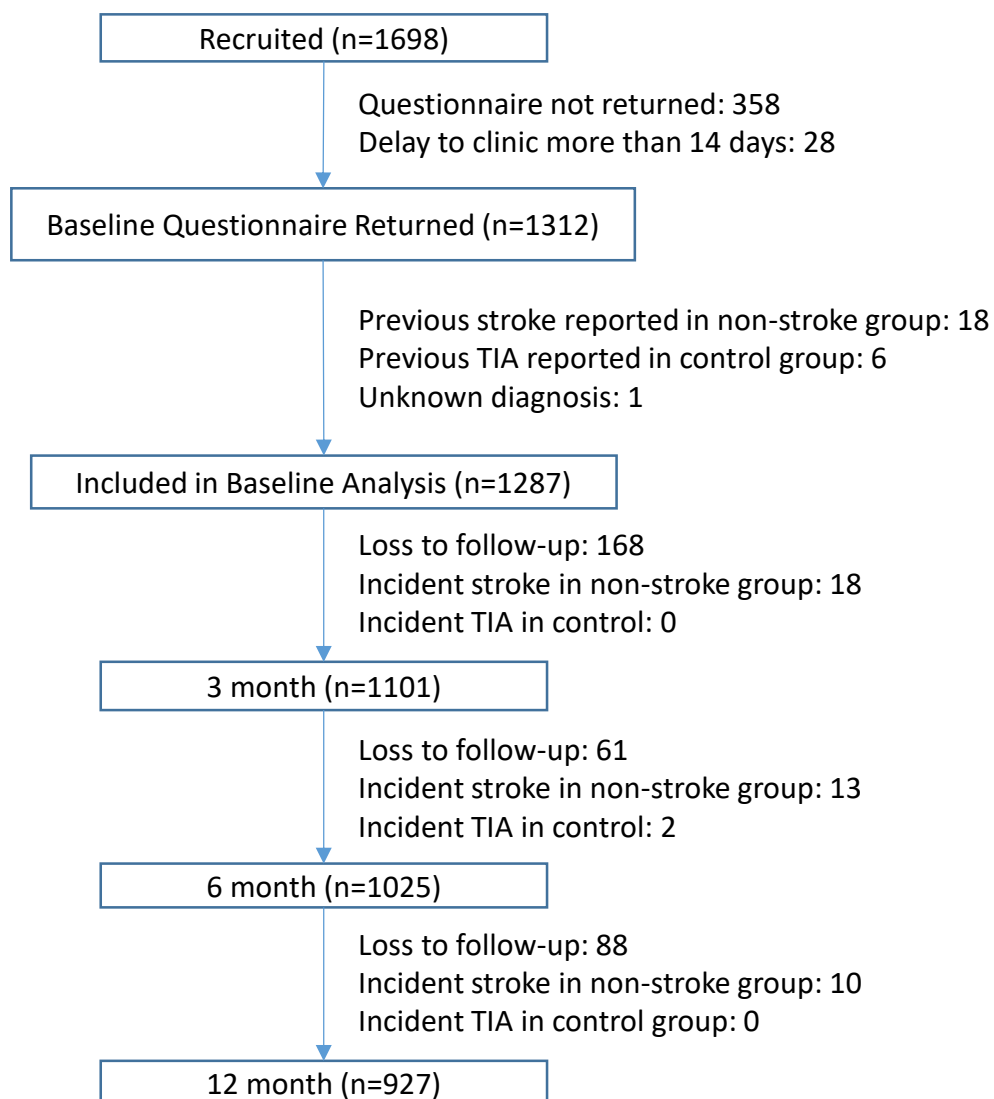 Recruited (n=1698)
Questionnaire not returned: 358
Delay to clinic more than 14 days: 28
Baseline Questionnaire Returned (n=1312)
Previous stroke reported in non-stroke group: 18
Previous TIA reported in control group: 6
Unknown diagnosis: 1
Included in Baseline Analysis (n=1287)
Loss to follow-up: 168
Incident stroke in non-stroke group: 18
Incident TIA in control: 0
3 month (n=1101)
Loss to follow-up: 61
Incident stroke in non-stroke group: 13
Incident TIA in control: 2
6 month (n=1025)
Loss to follow-up: 88
Incident stroke in non-stroke group: 10
Incident TIA in control group: 0
12 month (n=927)